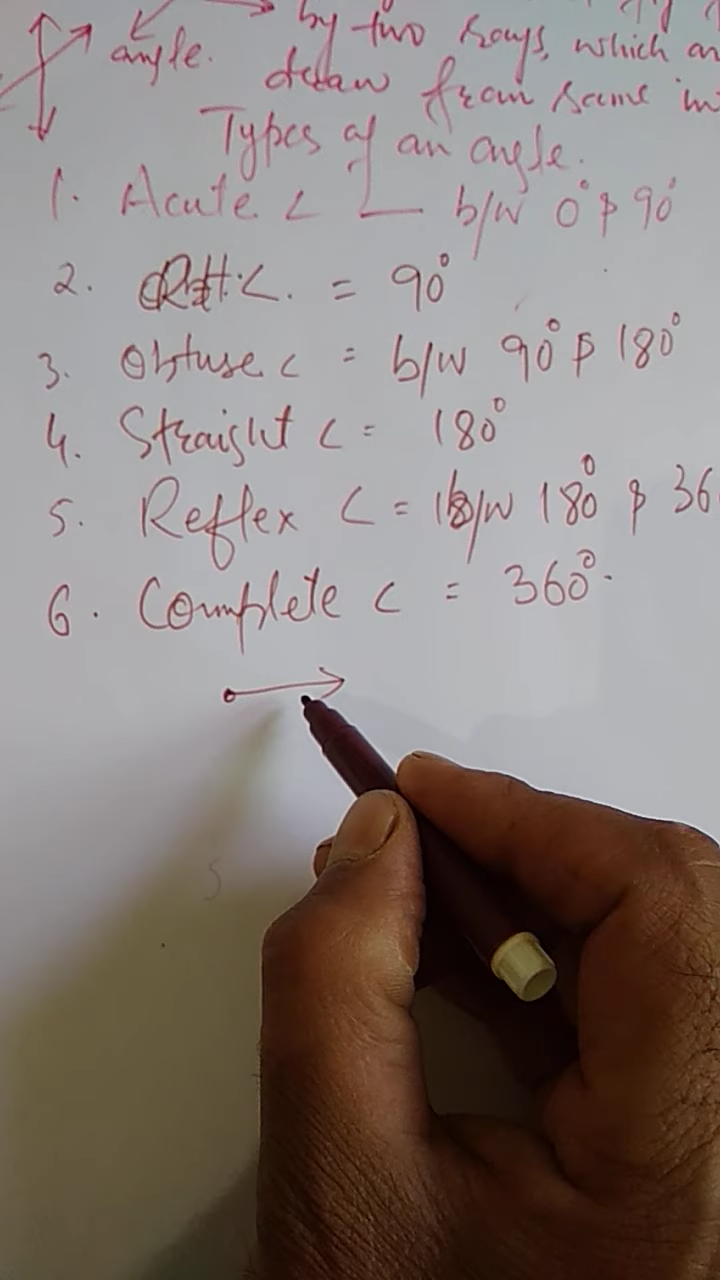 by two rays, which
angle. draw from same
Types of an angle.
1. Acute < b/w 0° & 90°
2. Rt. <. = 90°
3. Obtuse < = b/w 90° & 180°
4. Straight < = 180°
5. Reflex < = b/w 180° & 36
6. Complete < = 360°.